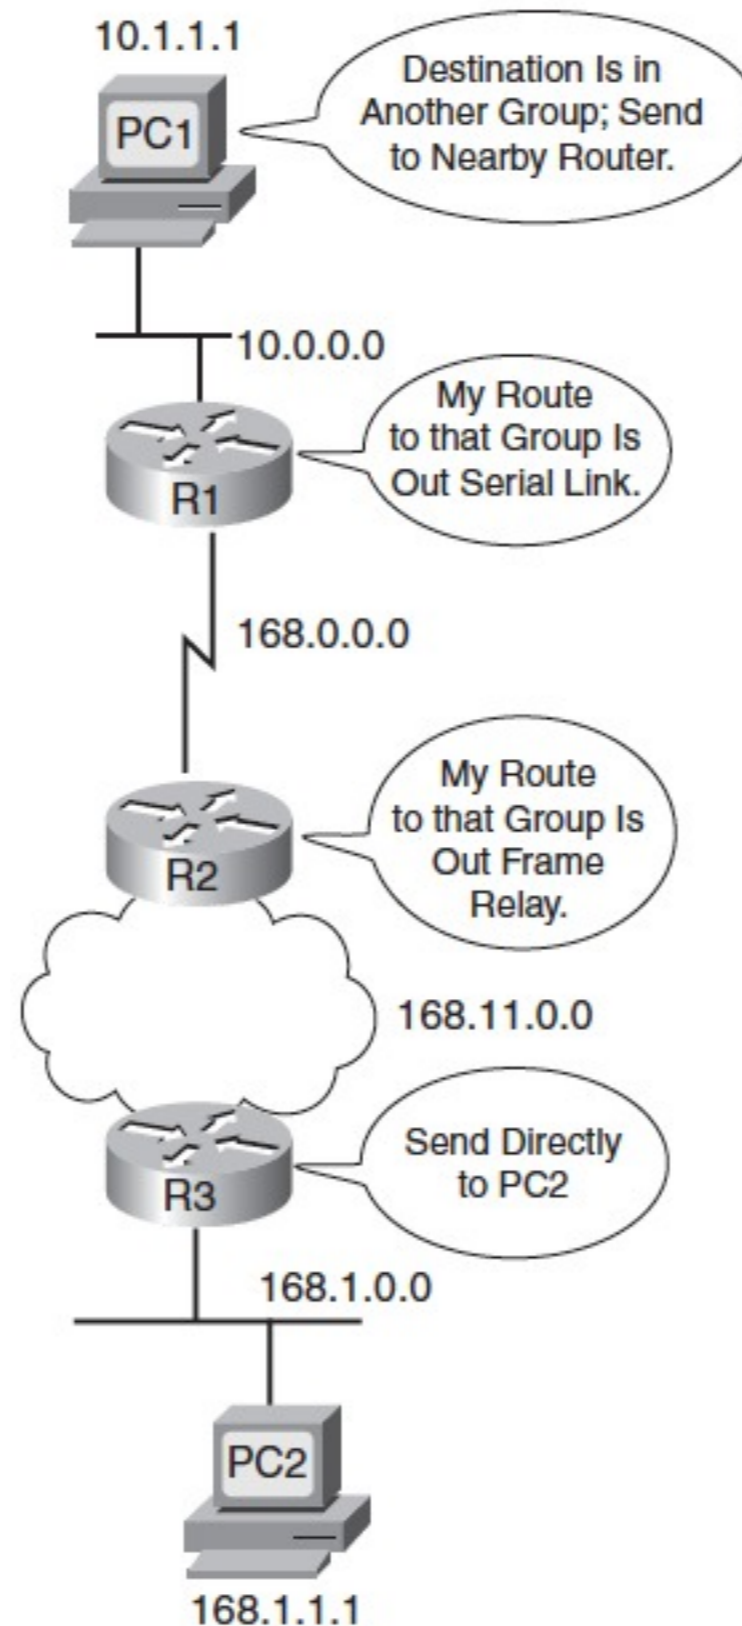 10.1.1.1
PC1
Destination Is in
Another Group; Send
to Nearby Router.
10.0.0.0
My Route
to that Group Is
Out Serial Link.
R1
168.0.0.0
My Route
to that Group Is
Out Frame
Relay.
R2
168.11.0.0
Send Directly
to PC2
R3
168.1.0.0
PC2
168.1.1.1